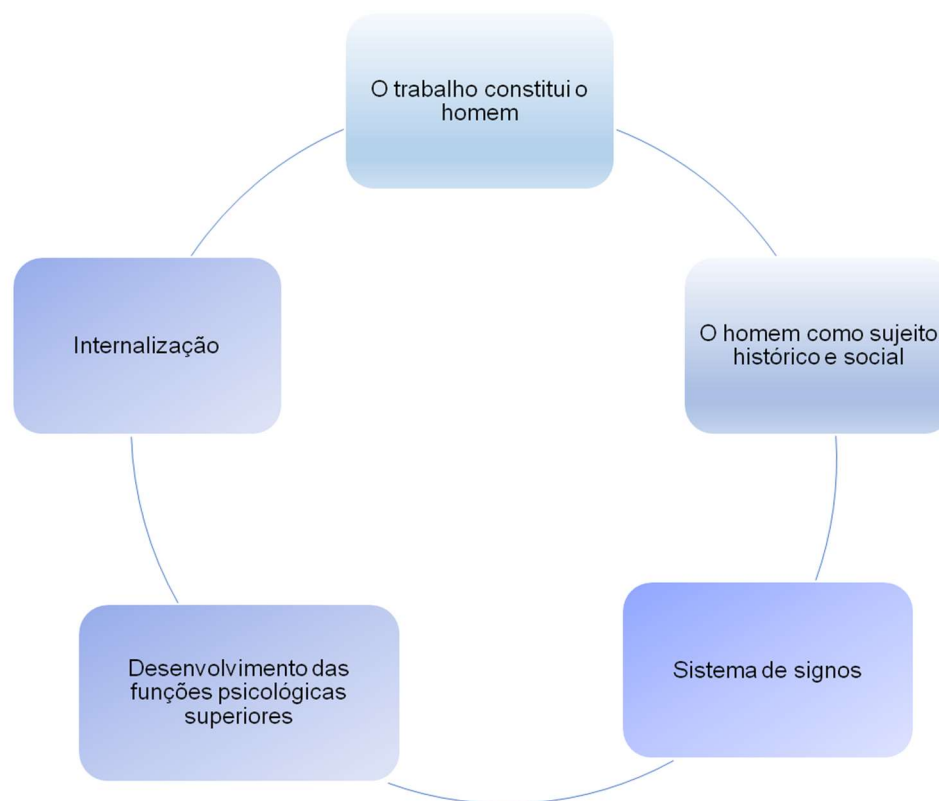 O trabalho constitui o
homem
O homem como sujeito
histórico e social
Sistema de signos
Desenvolvimento das
funções psicológicas
superiores
Internalização